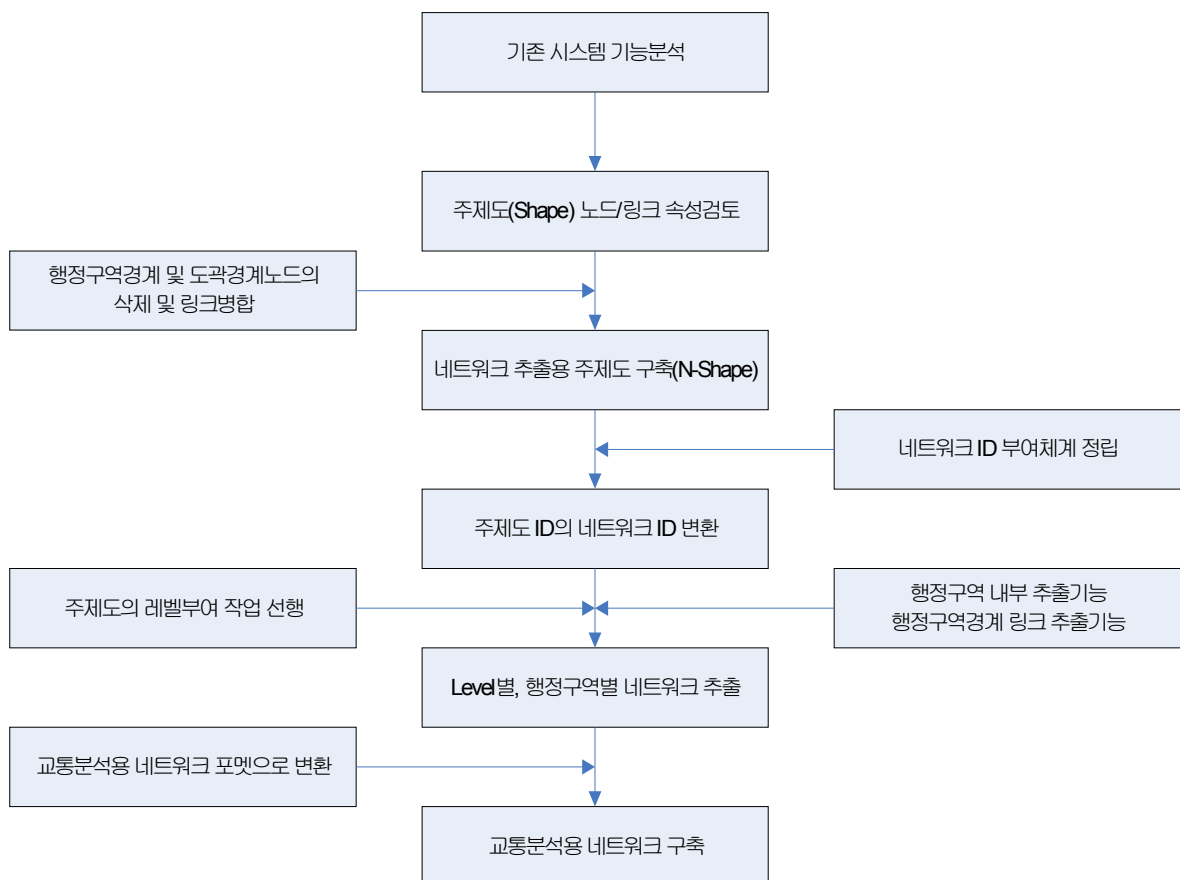 기존 시스템 기능분석
주제도(Shape) 노드/링크 속성검토
행정구역경계 및 도곽경계노드의
삭제 및 링크병합
네트워크 추출용 주제도 구축(N-Shape)
네트워크 ID 부여체계 정립
주제도 ID의 네트워크 ID 변환
주제도의 레벨부여 작업 선행
행정구역 내부 추출기능
행정구역경계 링크 추출기능
Level별, 행정구역별 네트워크 추출
교통분석용 네트워크 포멧으로 변환
교통분석용 네트워크 구축